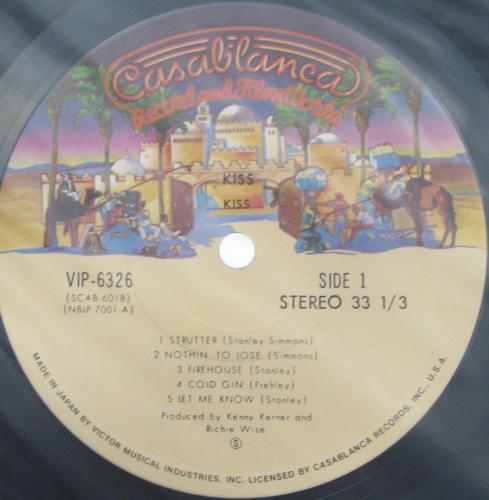 Casablanca
Record and FilmWorks
KISS
KISS
VIP-6326
(SCAB-6018)
(NBLP-7001-A)
SIDE 1
STEREO 33 1/3
1 STRUTTER (Stanley-Simmons)
2. NOTHIN' TO LOSE (Simmons)
3 FIREHOUSE (Stanley)
4 COLD GIN (Frehley)
5 LET ME KNOW (Stanley)
Produced by Kenny Kerner and
Richie Wise
Ⓢ
MADE IN JAPAN BY VICTOR MUSICAL INDUSTRIES, INC. LICENSED BY CASABLANCA RECORDS, INC., U.S.A.